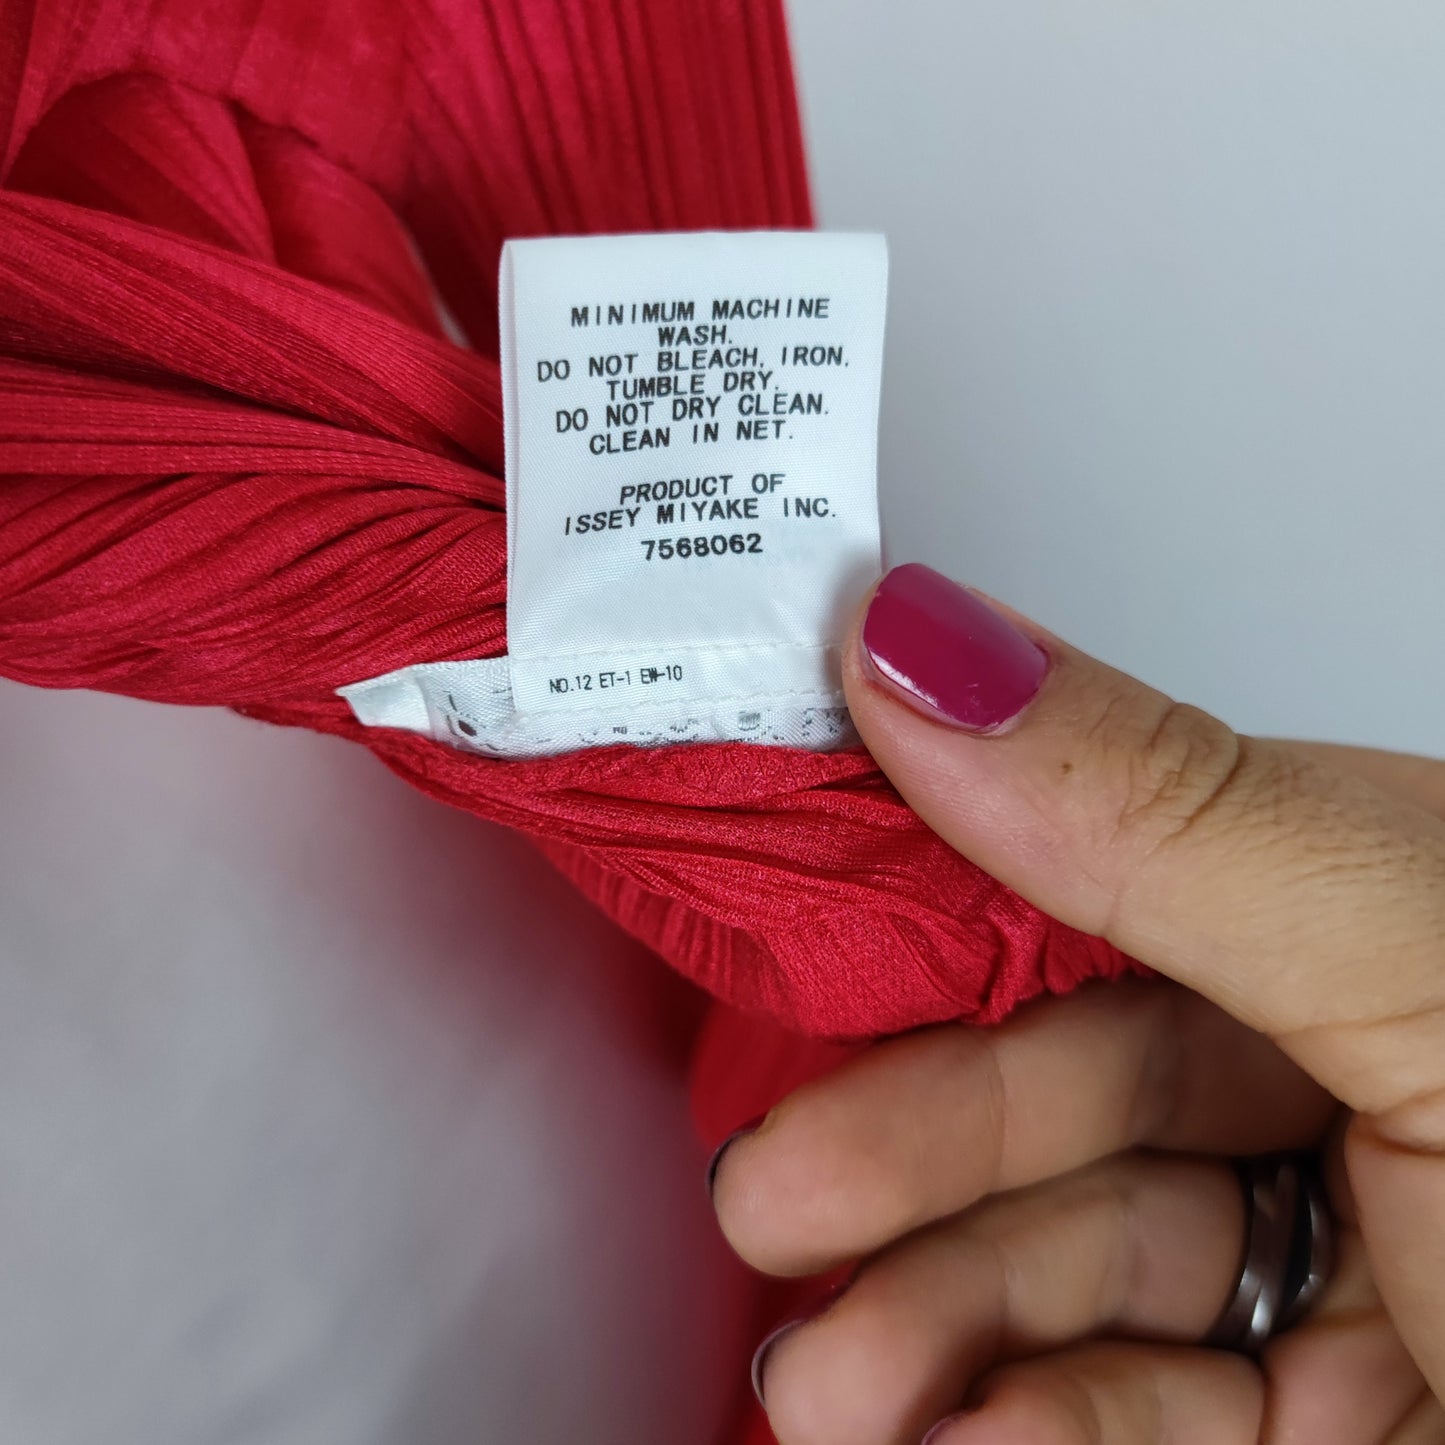 MINIMUM MACHINE
WASH.
DO NOT BLEACH, IRON,
TUMBLE DRY.
DO NOT DRY CLEAN.
CLEAN IN NET.
PRODUCT OF
ISSEY MIYAKE INC.
7568062
NO.12 ET-1 EW-10